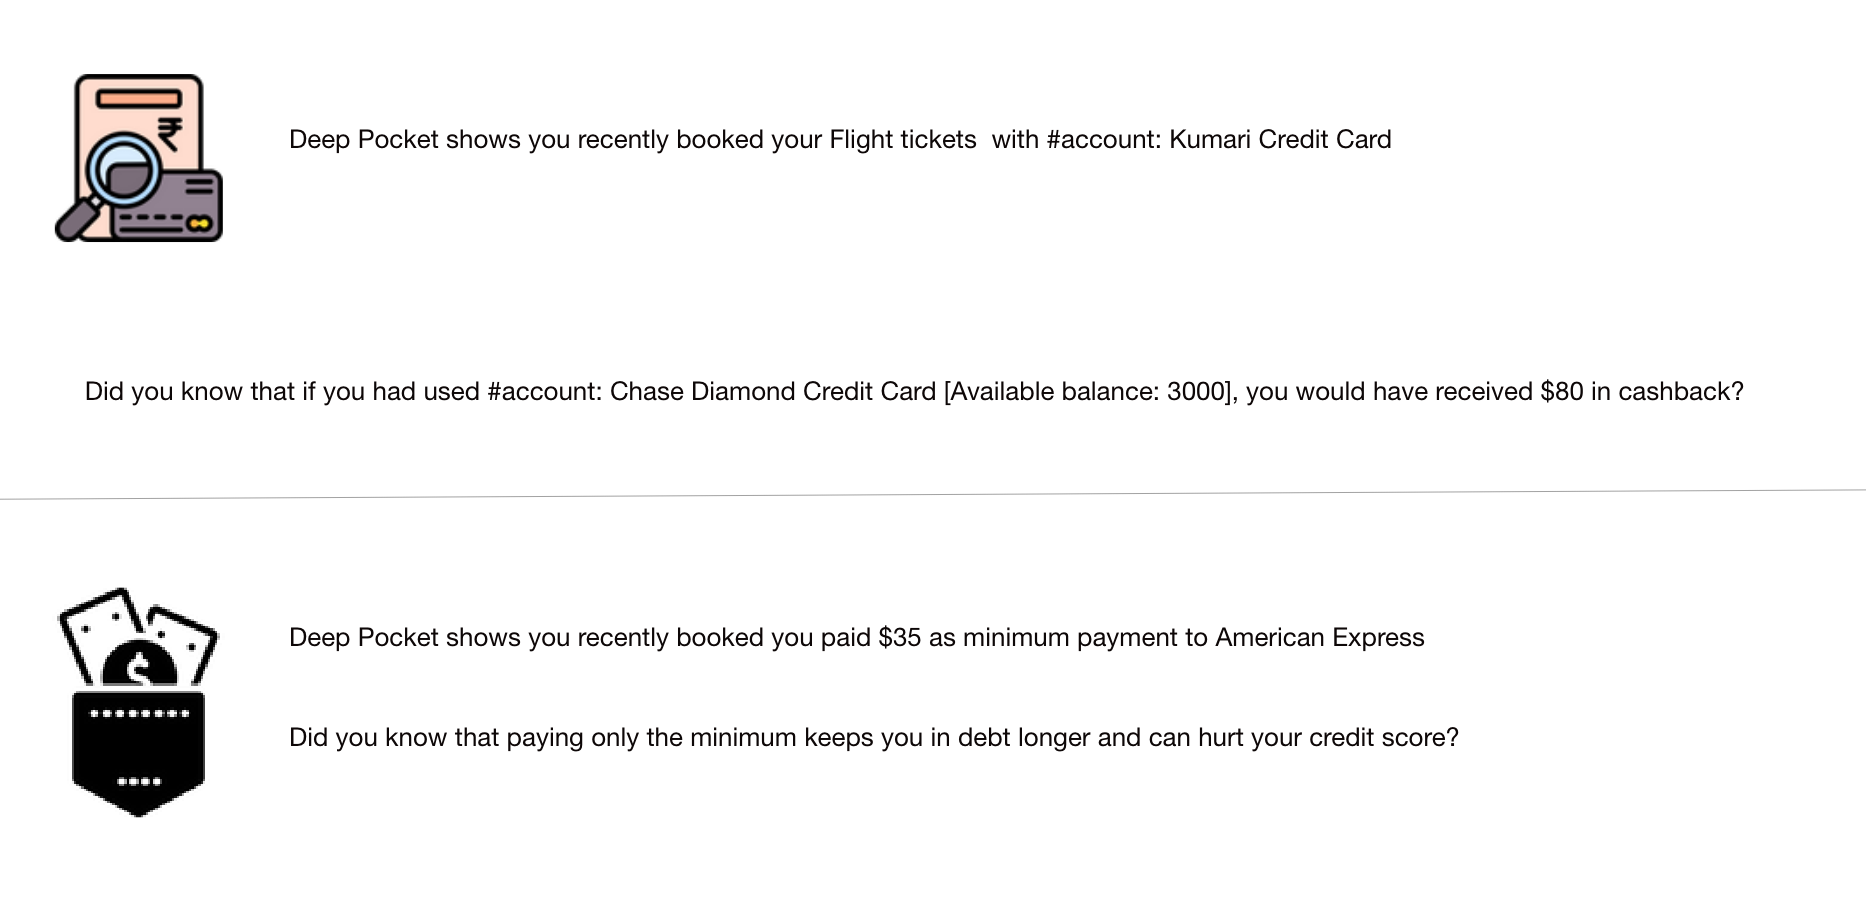 Deep Pocket shows you recently booked your Flight tickets  with #account: Kumari Credit Card
Did you know that if you had used #account: Chase Diamond Credit Card [Available balance: 3000], you would have received $80 in cashback?
Deep Pocket shows you recently booked you paid $35 as minimum payment to American Express
Did you know that paying only the minimum keeps you in debt longer and can hurt your credit score?